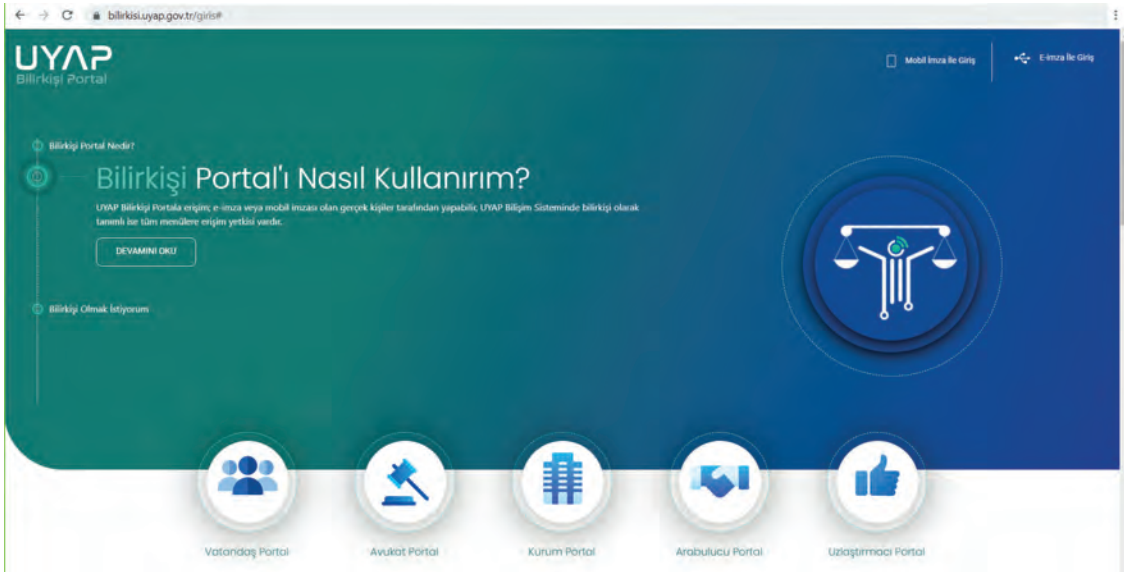 bilirkisi.uyap.gov.tr/giris#
UYAP
Bilirkişi Portal
Mobil İmza İle Giriş
E-imza İle Giriş
Bilirkişi Portal Nedir?
Bilirkişi Portal'ı Nasıl Kullanırım?
UYAP Bilirkişi Portala erişim; e-imza veya mobil imzası olan gerçek kişiler tarafından yapabilir, UYAP Bilişim Sisteminde bilirkişi olarak
tanımlı ise tüm menülere erişim yetkisi vardır.
DEVAMINI OKU
Bilirkişi Olmak İstiyorum
Vatandaş Portal
Avukat Portal
Kurum Portal
Arabulucu Portal
Uzlaştırmacı Portal